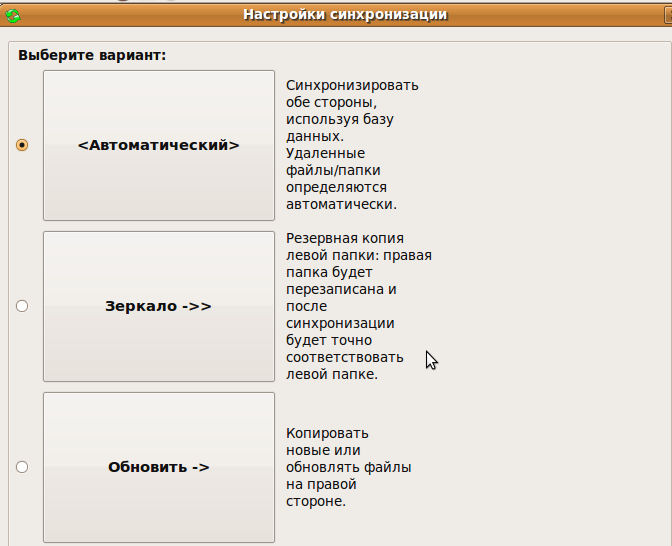 Настройки синхронизации
Выберите вариант:
<Автоматический>
Синхронизировать
обе стороны,
используя базу
данных.
Удаленные
файлы/папки
определяются
автоматически.
Зеркало ->>
Резервная копия
левой папки: правая
папка будет
перезаписана и
после
синхронизации
будет точно
соответствовать
левой папке.
Обновить ->
Копировать
новые или
обновлять файлы
на правой
стороне.